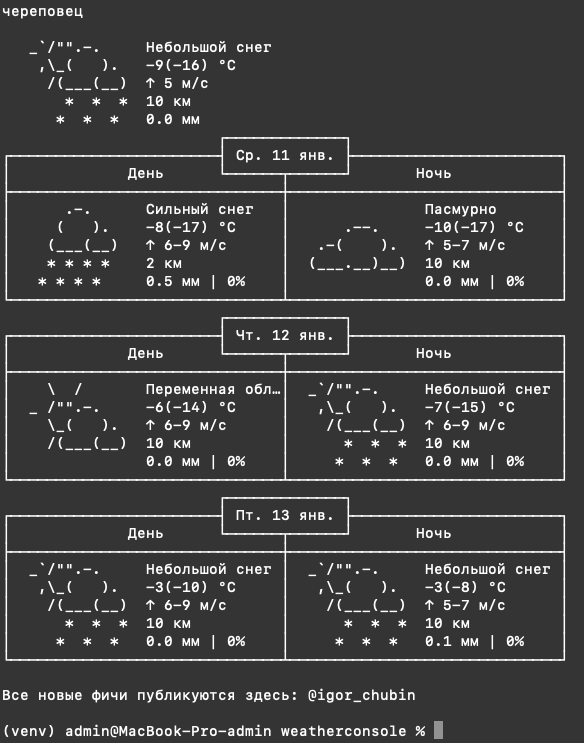 череповец
Небольшой снег
-9(-16) °C
↑ 5 м/с
10 км
0.0 мм
Ср. 11 янв.
День Ночь
Сильный снег
-8(-17) °C
↑ 6-9 м/с
2 км
0.5 мм | 0%
Пасмурно
-10(-17) °C
↑ 5-7 м/с
10 км
0.0 мм | 0%
Чт. 12 янв.
День Ночь
Переменная обл…
-6(-14) °C
↑ 6-9 м/с
10 км
0.0 мм | 0%
Небольшой снег
-7(-15) °C
↑ 6-9 м/с
10 км
0.0 мм | 0%
Пт. 13 янв.
День Ночь
Небольшой снег
-3(-10) °C
↑ 6-9 м/с
10 км
0.0 мм | 0%
Небольшой снег
-3(-8) °C
↑ 5-7 м/с
10 км
0.1 мм | 0%
Все новые фичи публикуются здесь: @igor_chubin
(venv) admin@MacBook-Pro-admin weatherconsole %